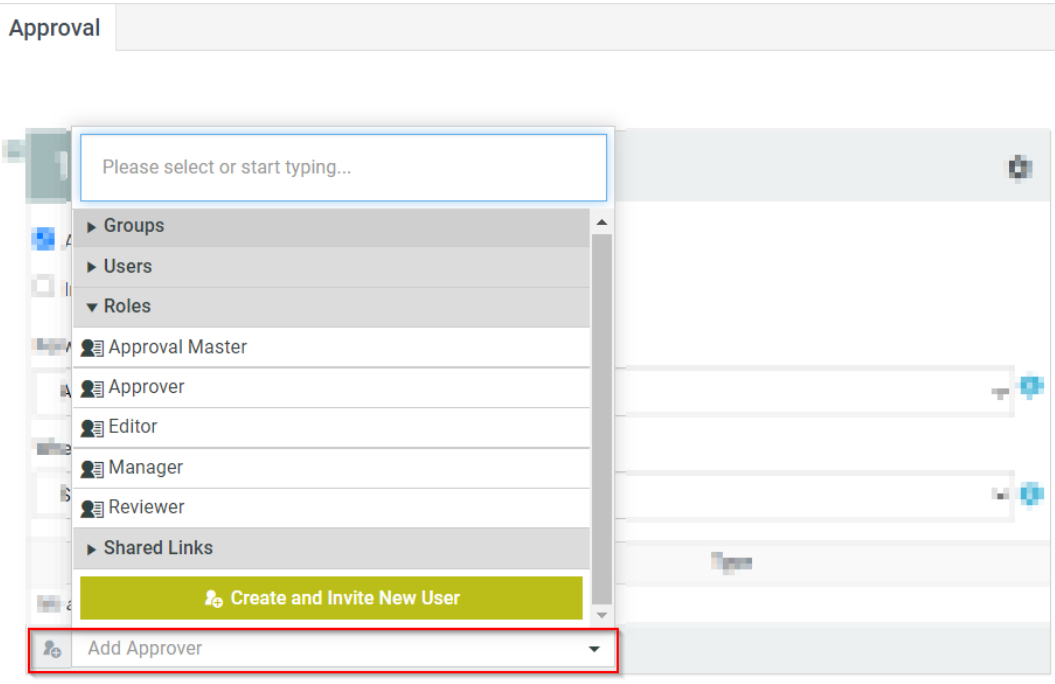 Approval
Please select or start typing...
Groups
Users
Roles
Approval Master
Approver
Editor
Manager
Reviewer
Shared Links
Create and Invite New User
Add Approver